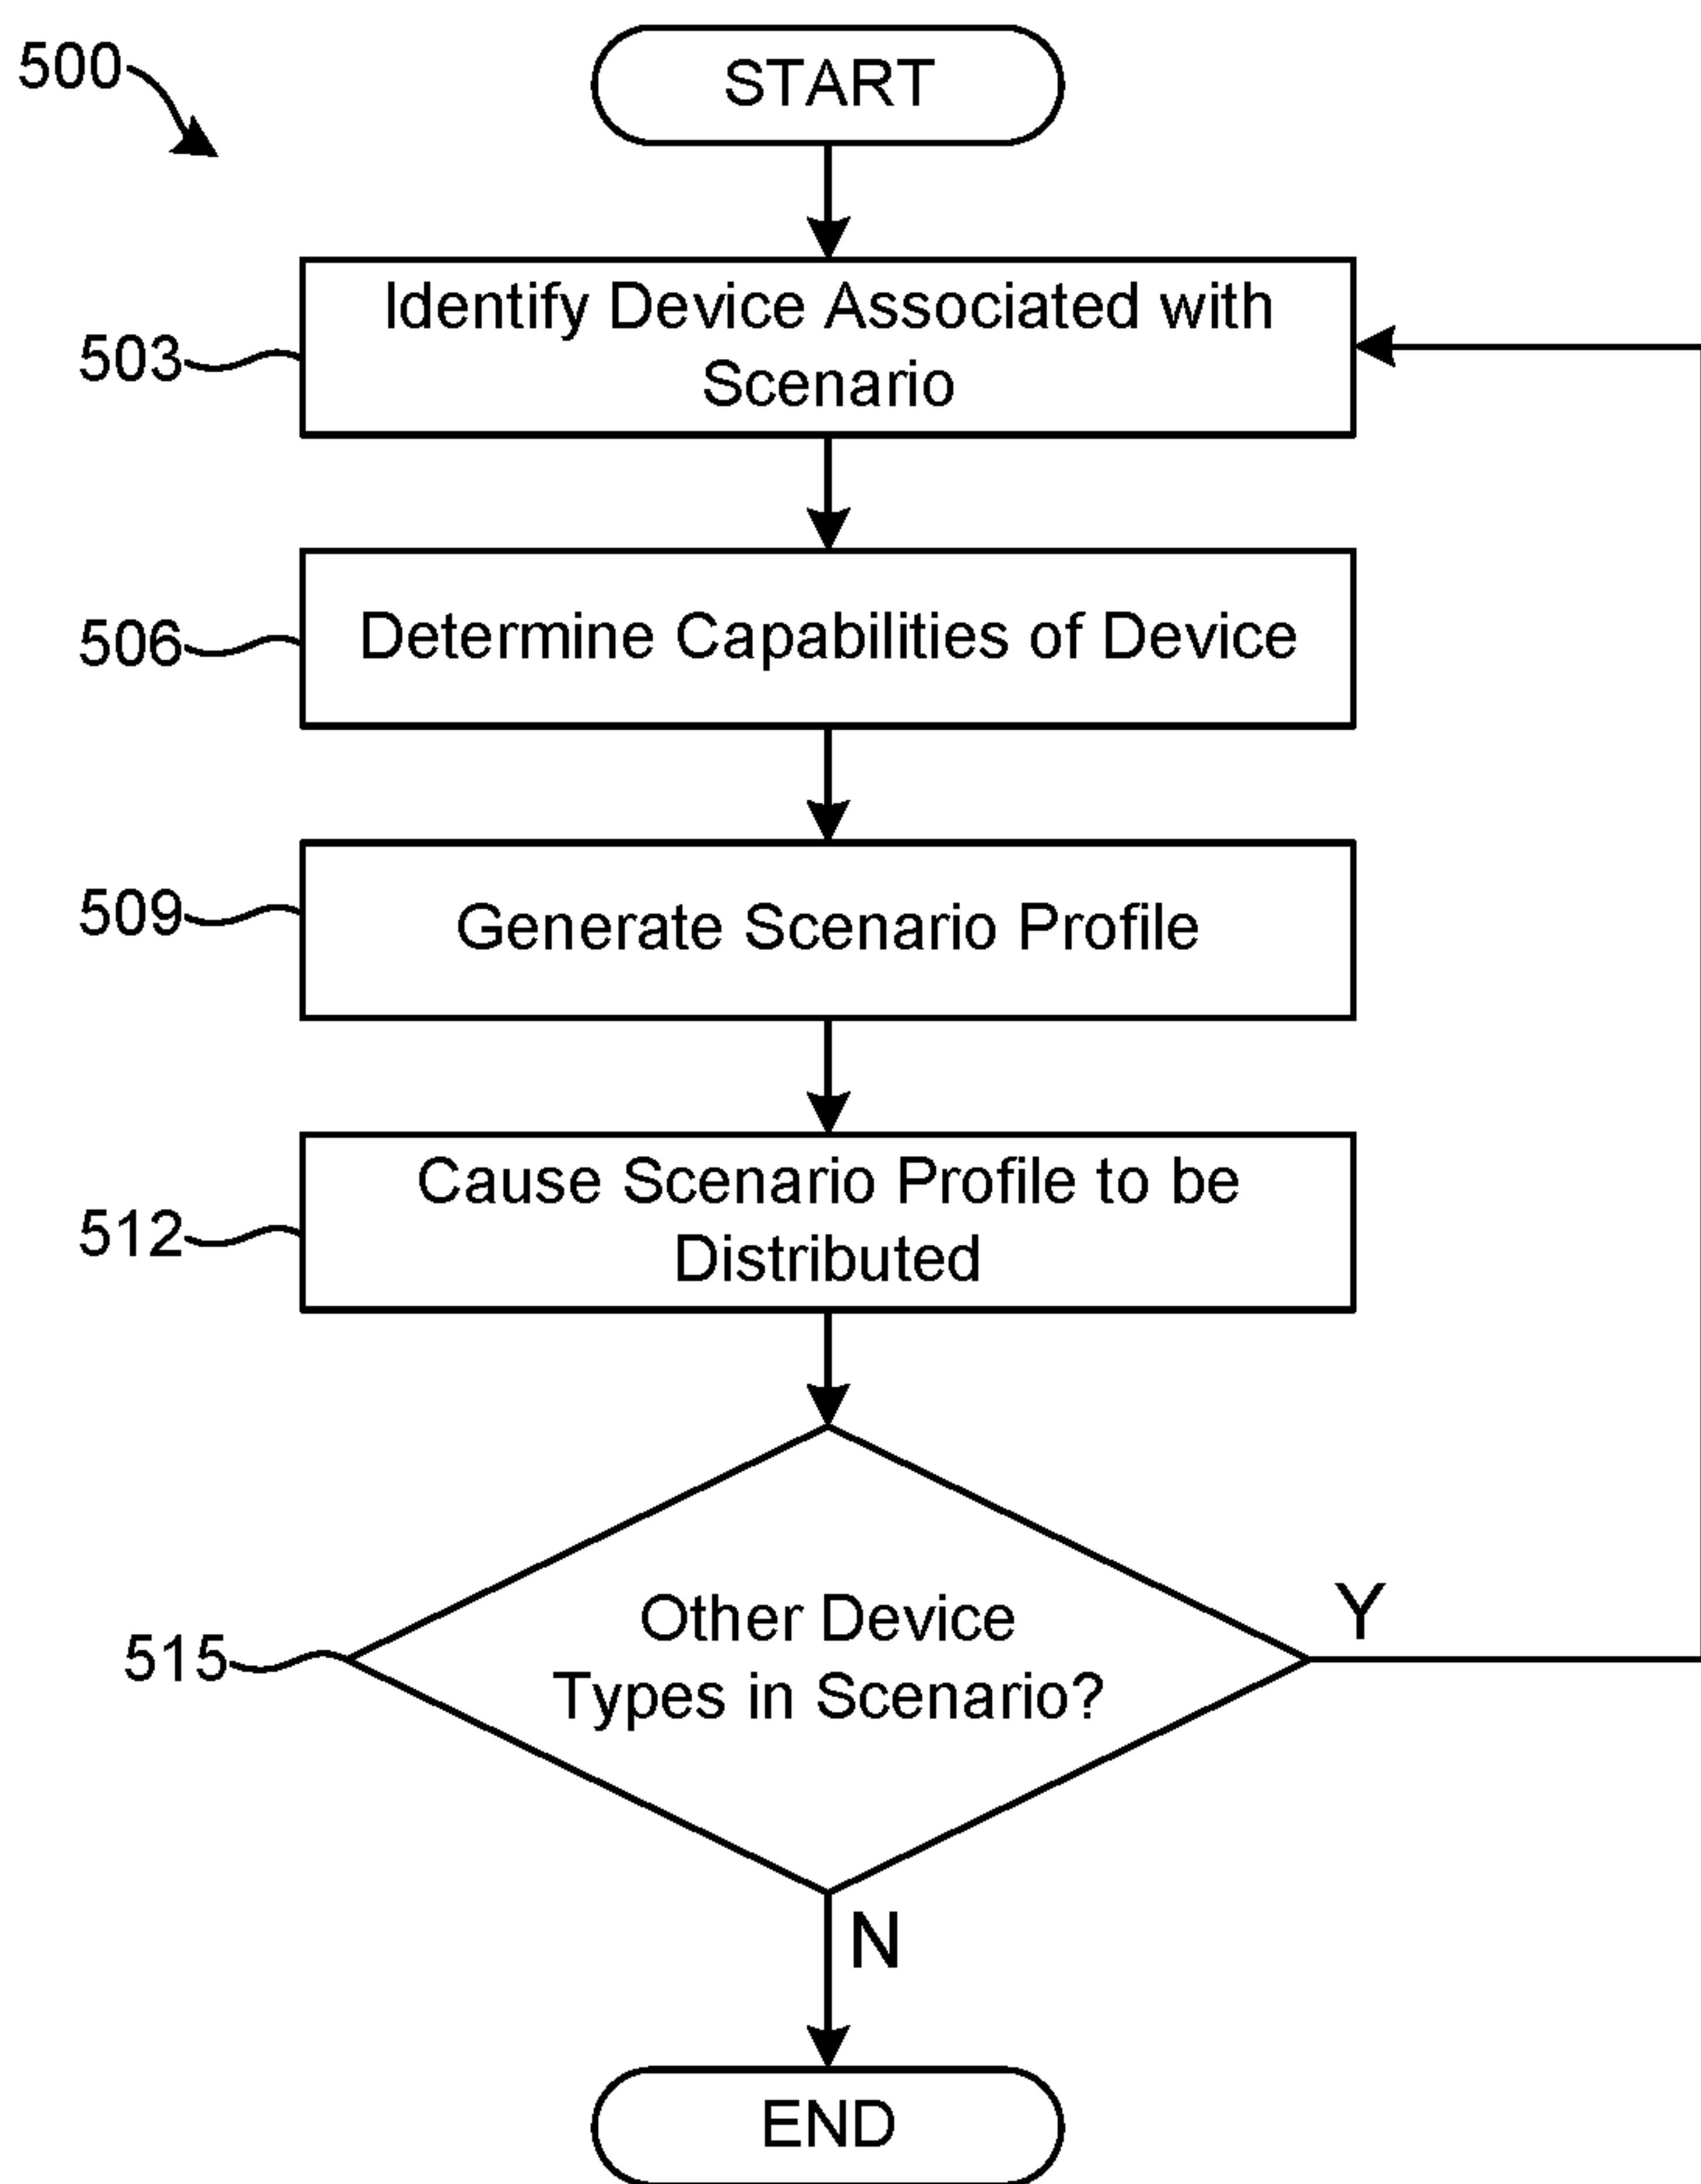 500
START
503
Identify Device Associated with
Scenario
506
Determine Capabilities of Device
509
Generate Scenario Profile
512
Cause Scenario Profile to be
Distributed
515
Other Device
Types in Scenario?
Y
N
END